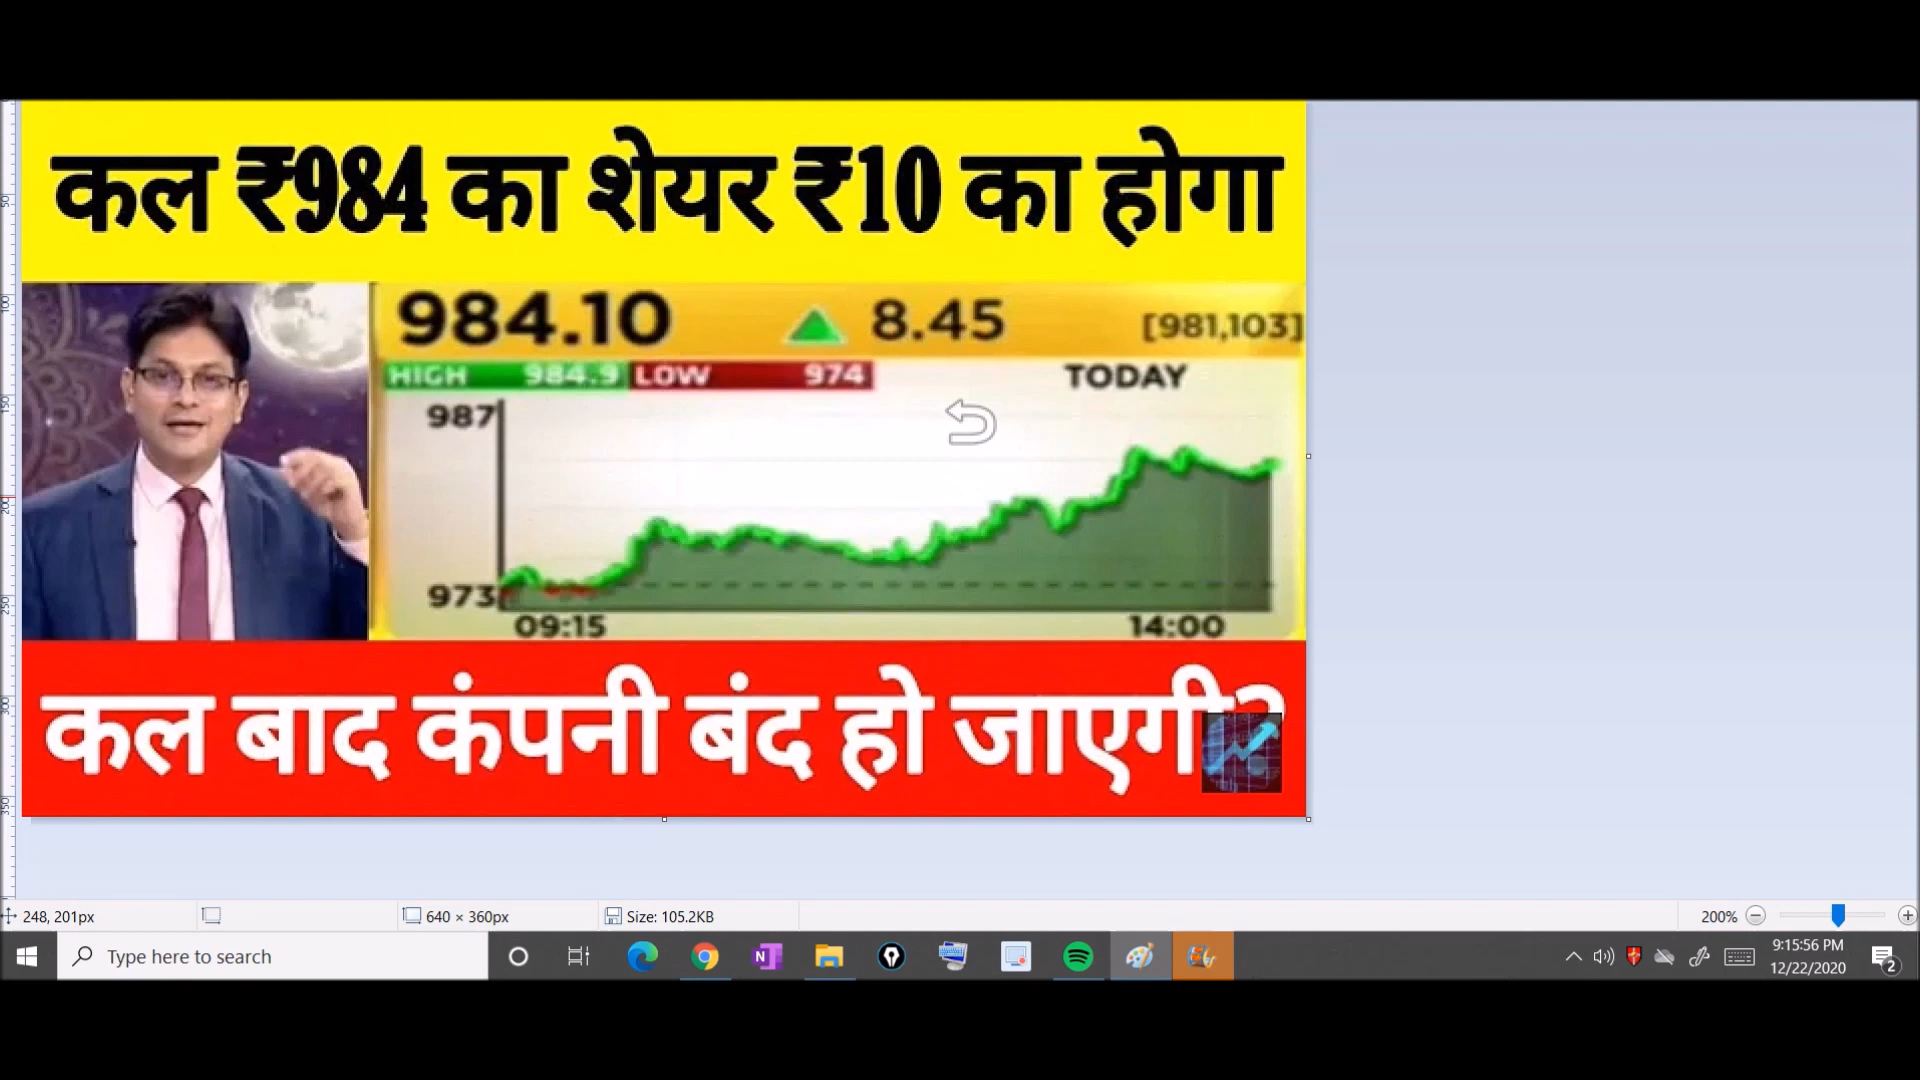 कल ₹984 का शेयर ₹10 का होगा
984.10 8.45 [981,103]
HIGH 984.9 LOW 974 TODAY
987
973
09:15 14:00
कल बाद कंपनी बंद हो जाएगी?
248, 201px 640 × 360px Size: 105.2KB 200%
Type here to search
9:15:56 PM
12/22/2020
2